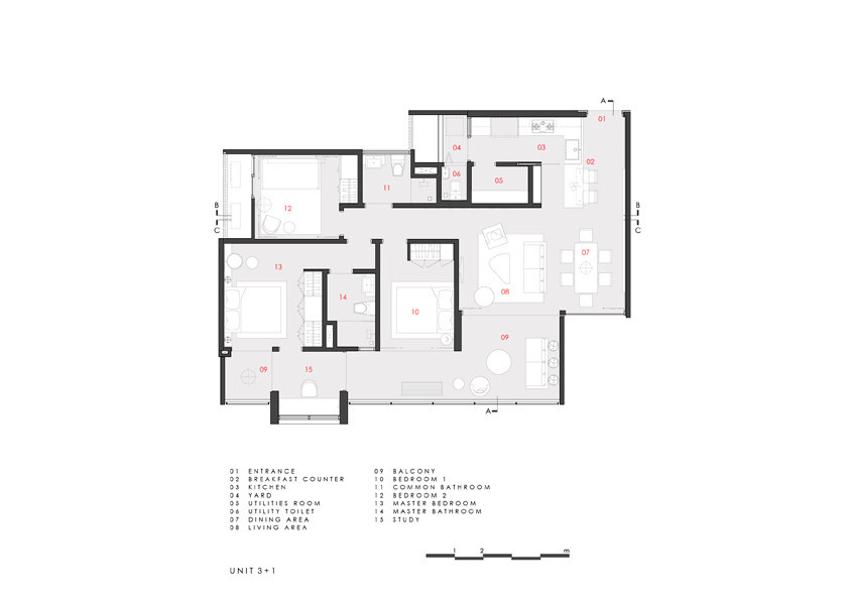 A
01
04
03
02
06
05
11
12
B
C
B
C
07
13
08
14
10
09
09
15
A
01 ENTRANCE
02 BREAKFAST COUNTER
03 KITCHEN
04 YARD
05 UTILITIES ROOM
06 UTILITY TOILET
07 DINING AREA
08 LIVING AREA
09 BALCONY
10 BEDROOM 1
11 COMMON BATHROOM
12 BEDROOM 2
13 MASTER BEDROOM
14 MASTER BATHROOM
15 STUDY
1 2 m
UNIT 3+1